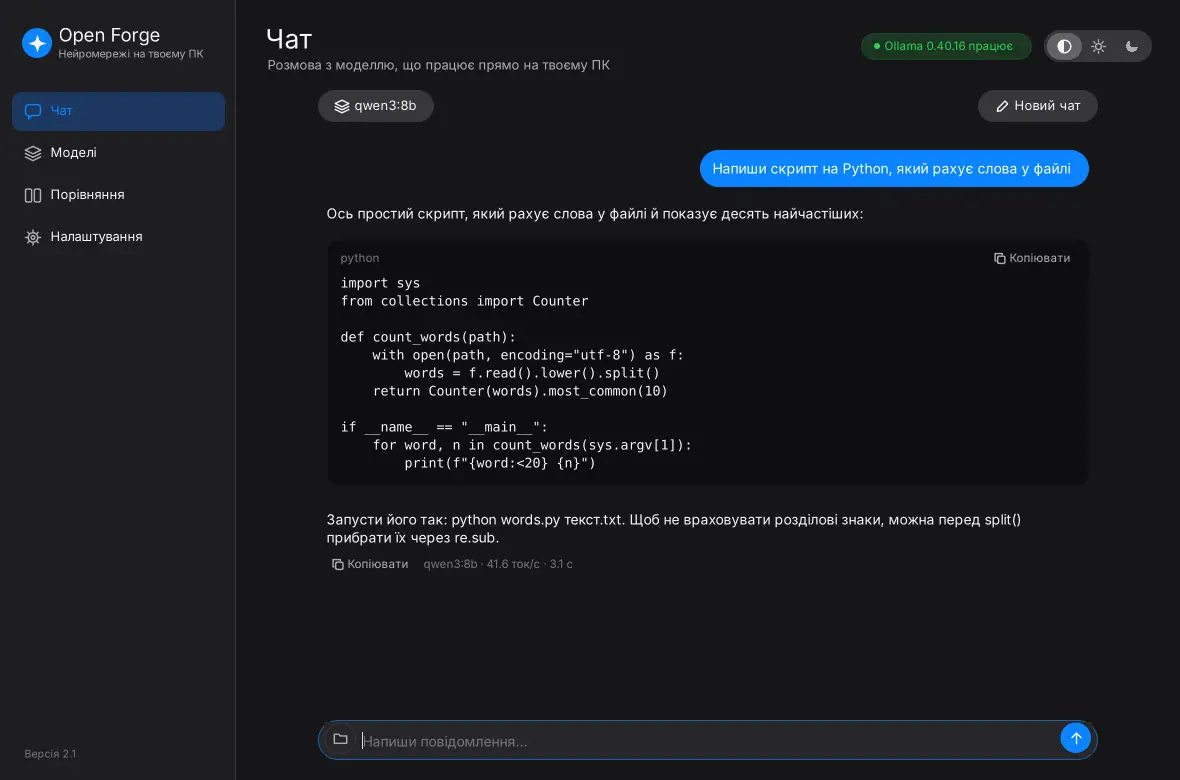 Open Forge
Нейромережі на твоєму ПК
Чат
Моделі
Порівняння
Налаштування
Версія 2.1
Чат
Розмова з моделлю, що працює прямо на твоєму ПК
Ollama 0.40.16 працює
qwen3:8b
Новий чат
Напиши скрипт на Python, який рахує слова у файлі
Ось простий скрипт, який рахує слова у файлі й показує десять найчастіших:
python
Копіювати
import sys
from collections import Counter

def count_words(path):
    with open(path, encoding="utf-8") as f:
        words = f.read().lower().split()
    return Counter(words).most_common(10)

if __name__ == "__main__":
    for word, n in count_words(sys.argv[1]):
        print(f"{word:<20} {n}")
Запусти його так: python words.py текст.txt. Щоб не враховувати розділові знаки, можна перед split()
прибрати їх через re.sub.
Копіювати
qwen3:8b · 41.6 ток/с · 3.1 с
Напиши повідомлення...